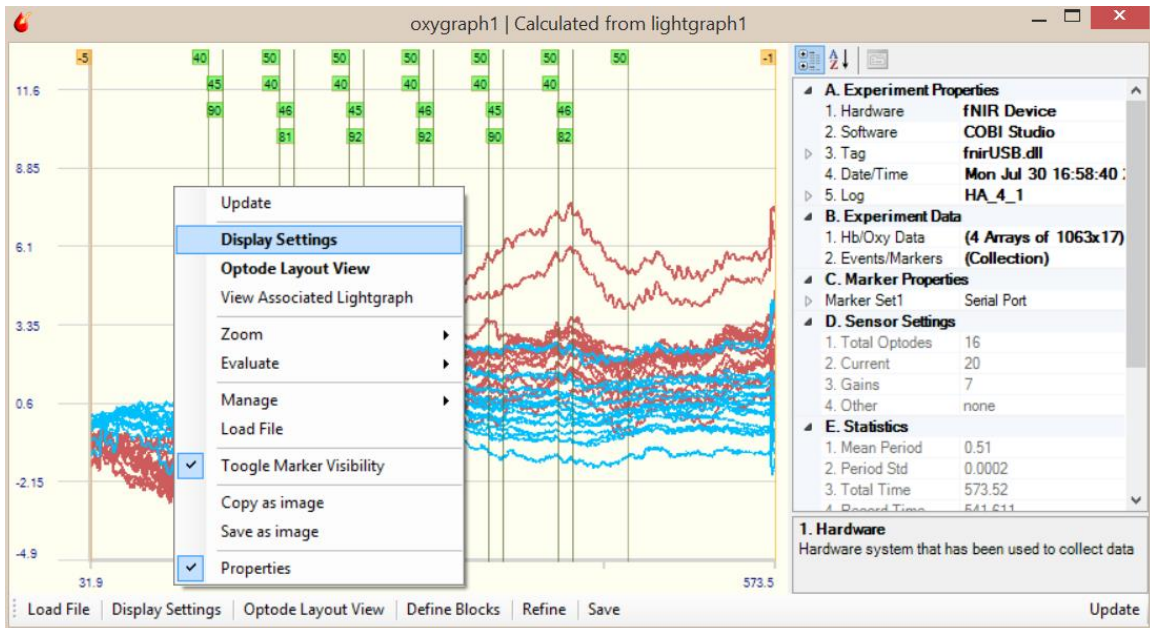 oxygraph1 | Calculated from lightgraph1
-5 40 50 50 50 50 50 50 -1
45 40 40 40 40 40
90 46 45 46 45 46
81 92 92 90 82
11.6
8.85
6.1
3.35
0.6
-2.15
-4.9
31.9 573.5
Update
Display Settings
Optode Layout View
View Associated Lightgraph
Zoom
Evaluate
Manage
Load File
Toogle Marker Visibility
Copy as image
Save as image
Properties
A. Experiment Properties
1. Hardware fNIR Device
2. Software COBI Studio
3. Tag fnirUSB.dll
4. Date/Time Mon Jul 30 16:58:40
5. Log HA_4_1
B. Experiment Data
1. Hb/Oxy Data (4 Arrays of 1063x17)
2. Events/Markers (Collection)
C. Marker Properties
Marker Set1 Serial Port
D. Sensor Settings
1. Total Optodes 16
2. Current 20
3. Gains 7
4. Other none
E. Statistics
1. Mean Period 0.51
2. Period Std 0.0002
3. Total Time 573.52
4. Record Time 541.611
1. Hardware
Hardware system that has been used to collect data
Load File Display Settings Optode Layout View Define Blocks Refine Save Update